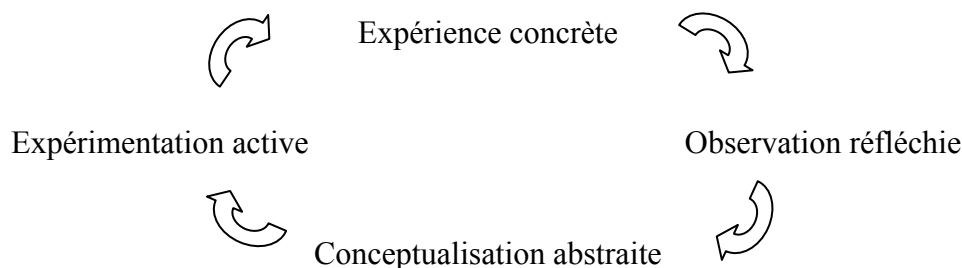 Expérience concrète
Expérimentation active
Observation réfléchie
Conceptualisation abstraite